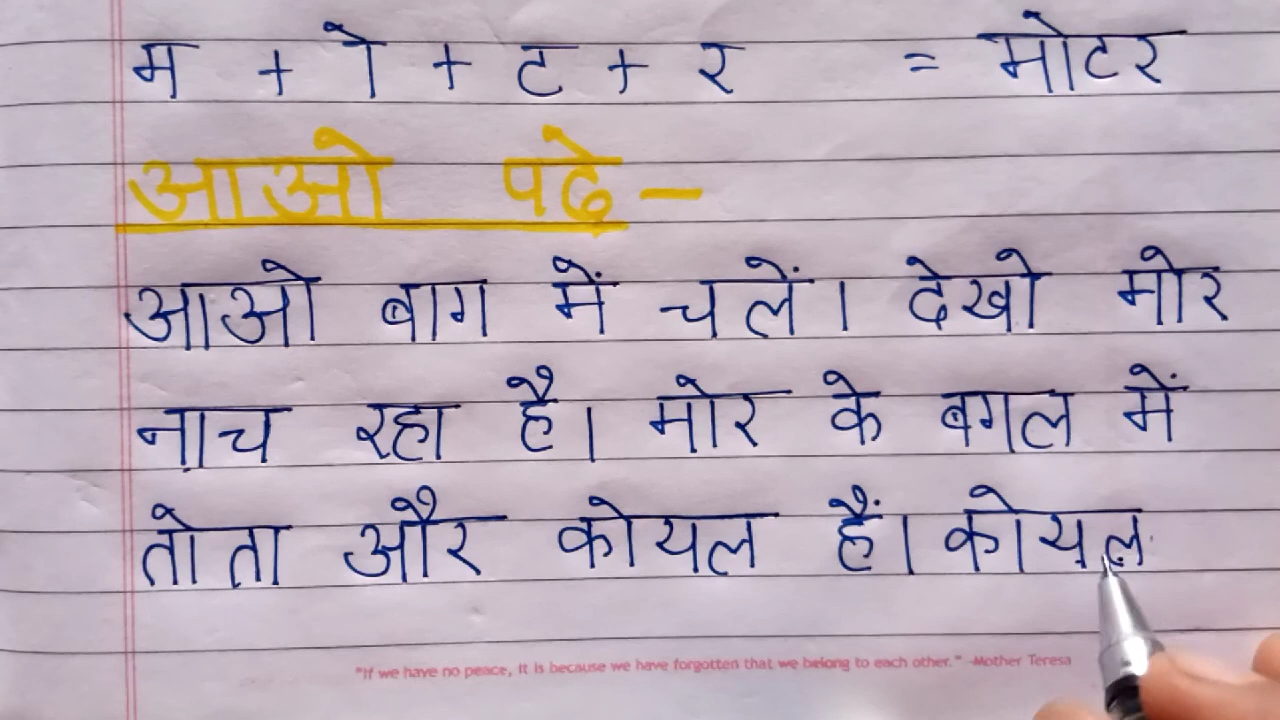 म + ो + ट + र = मोटर
आओ पढे -
आओ बाग में चलें। देखो मोर
नाच रहा है। मोर के बगल में
तोता और कोयल हैं। कोयल
"If we have no peace, it is because we have forgotten that we belong to each other." -Mother Teresa